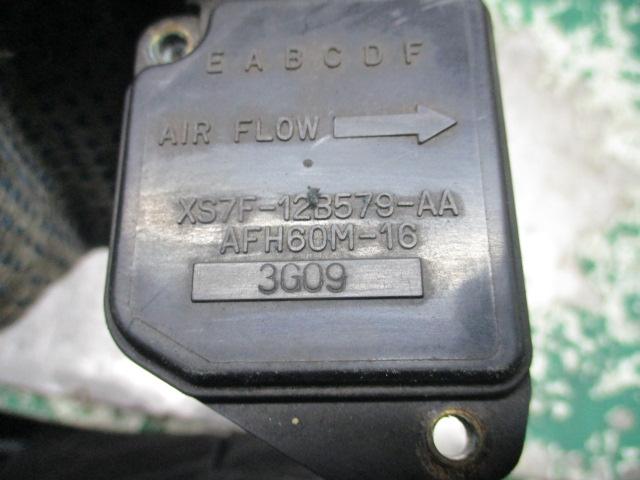 E A B C D F
AIR FLOW
XS7F-12B579-AA
AFH60M-16
3G09